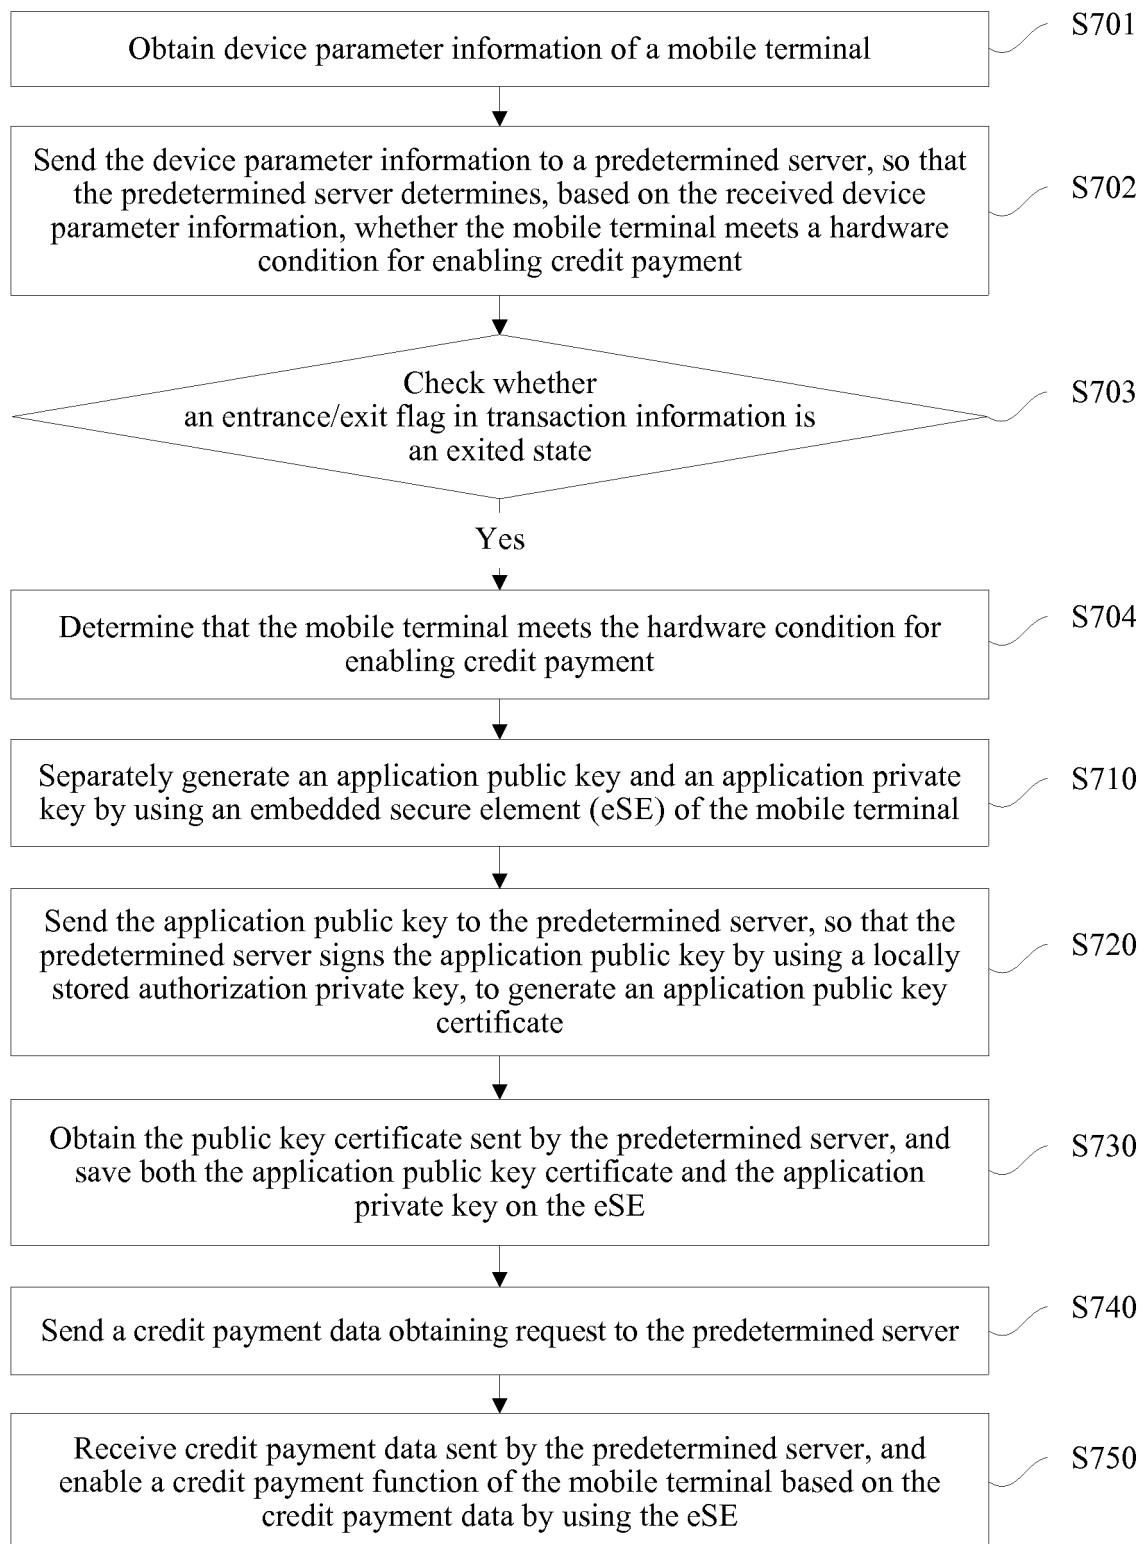 Obtain device parameter information of a mobile terminal
S701
Send the device parameter information to a predetermined server, so that
the predetermined server determines, based on the received device
parameter information, whether the mobile terminal meets a hardware
condition for enabling credit payment
S702
Check whether
an entrance/exit flag in transaction information is
an exited state
S703
Yes
Determine that the mobile terminal meets the hardware condition for
enabling credit payment
S704
Separately generate an application public key and an application private
key by using an embedded secure element (eSE) of the mobile terminal
S710
Send the application public key to the predetermined server, so that the
predetermined server signs the application public key by using a locally
stored authorization private key, to generate an application public key
certificate
S720
Obtain the public key certificate sent by the predetermined server, and
save both the application public key certificate and the application
private key on the eSE
S730
Send a credit payment data obtaining request to the predetermined server
S740
Receive credit payment data sent by the predetermined server, and
enable a credit payment function of the mobile terminal based on the
credit payment data by using the eSE
S750